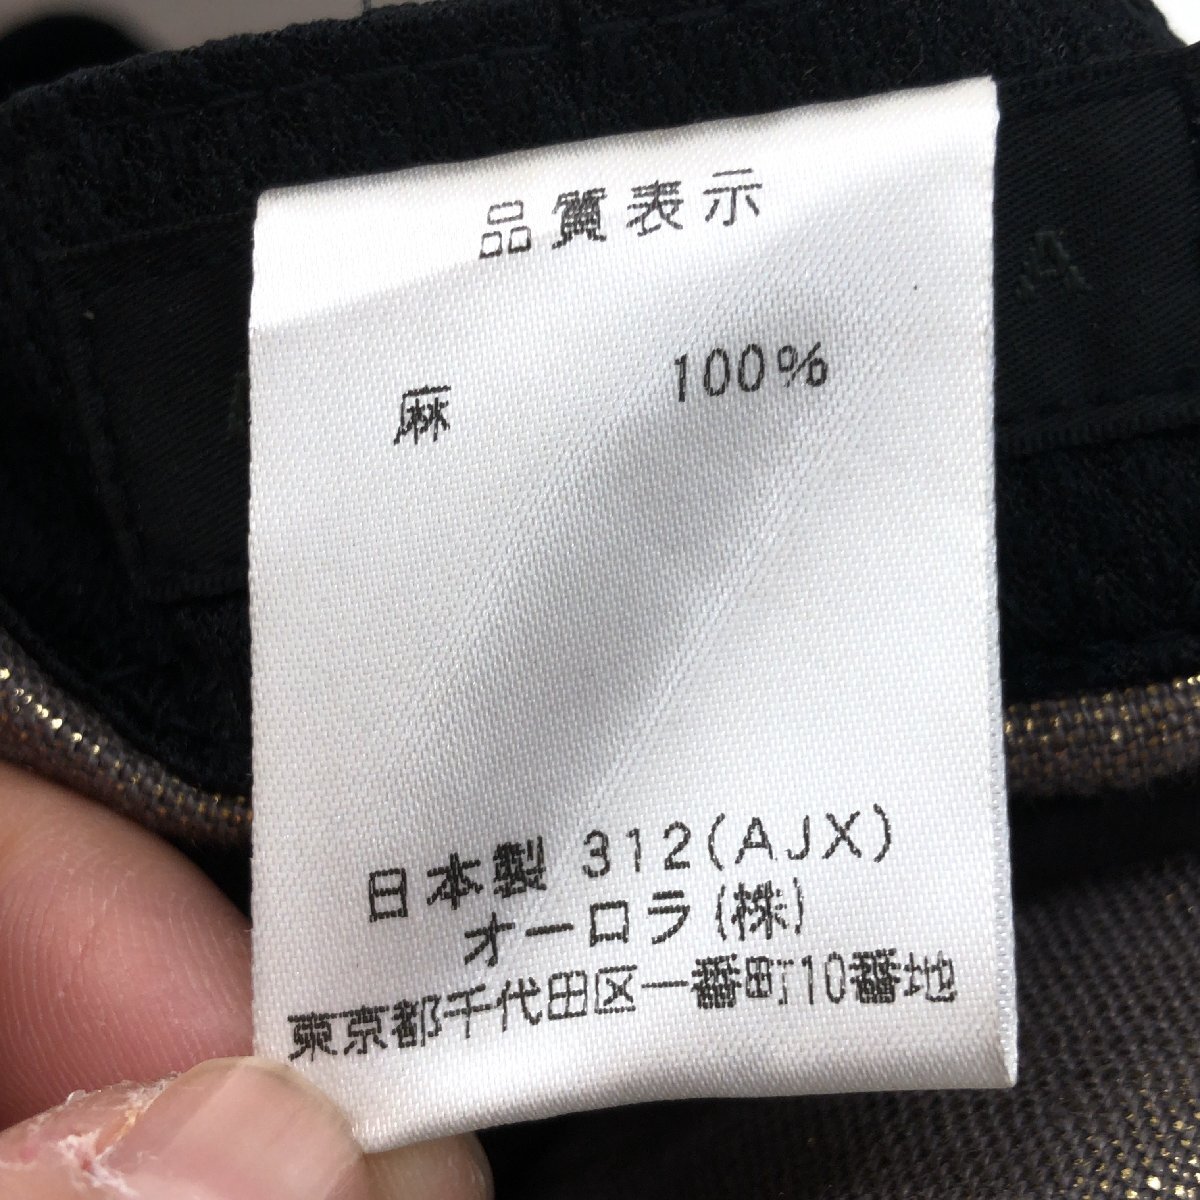 品質表示
麻 100%
日本製 312(AJX)
オーロラ(株)
東京都千代田区一番町10番地